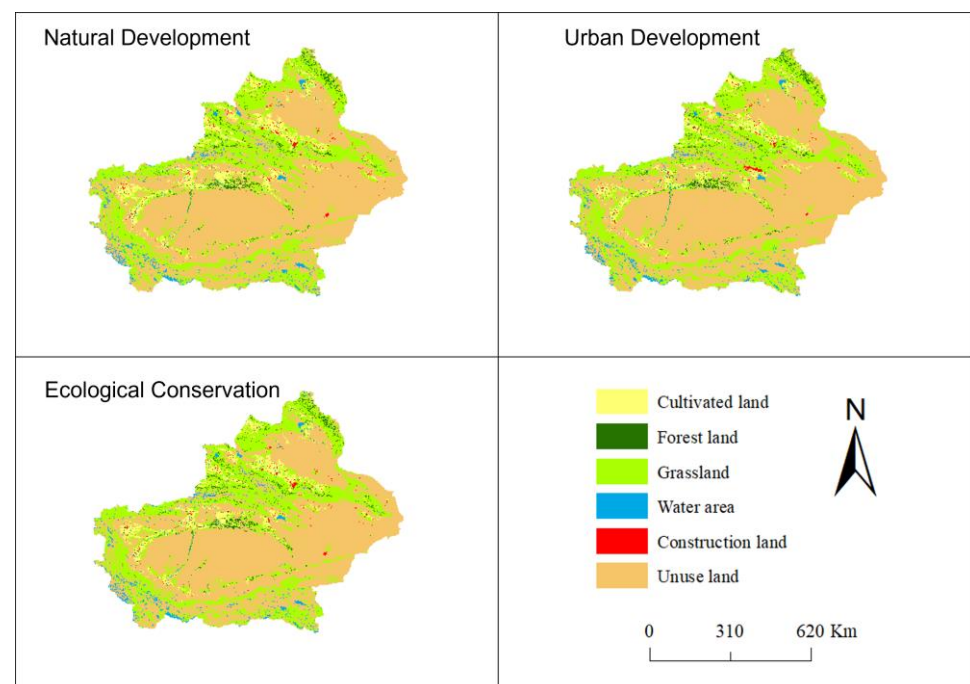 Natural Development
Urban Development
Ecological Conservation
Cultivated land
Forest land
Grassland
Water area
Construction land
Unuse land
N
0 310 620 Km